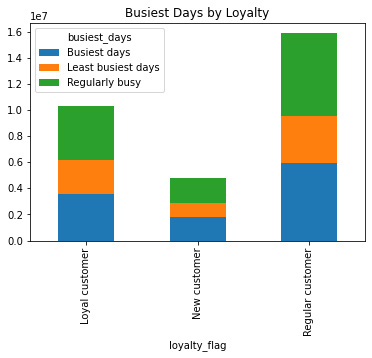 Busiest Days by Loyalty
1e7
busiest_days
Busiest days
Least busiest days
Regularly busy
1.6
1.4
1.2
1.0
0.8
0.6
0.4
0.2
0.0
Loyal customer
New customer
Regular customer
loyalty_flag